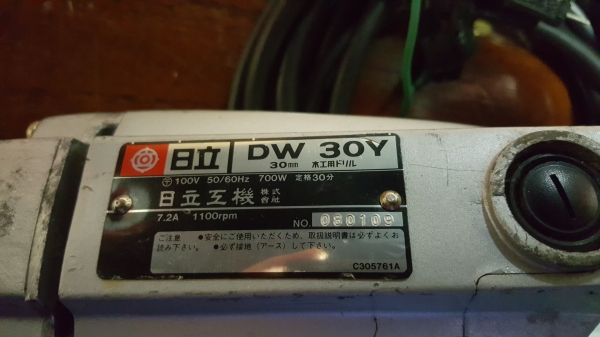 日立 DW 30Y
30mm 木工用ドリル
100V 50/60Hz 700W 定格30分
日立互機 株式会社
7.2A 1100rpm NO. 080109
ご注意 ●安全にご使用いただくため、取扱説明書は必ずよくお
読み下さい。 ●必ず接地(アース)して下さい。
C305761A